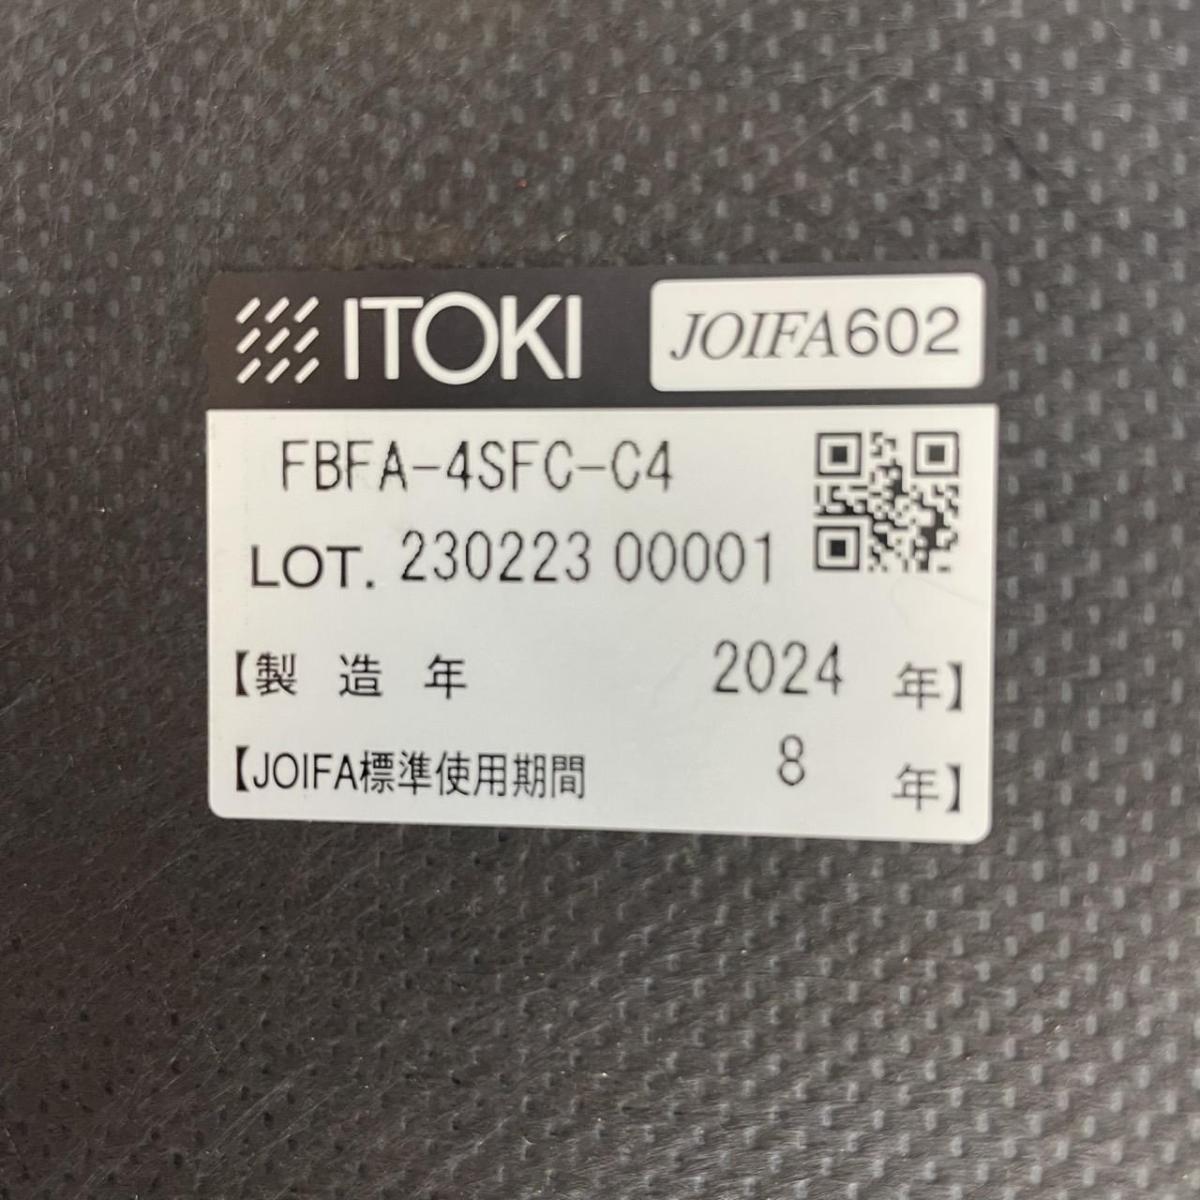 ITOKI JOIFA602
FBFA-4SFC-C4
LOT. 230223 00001
【製 造 年 2024 年】
【JOIFA標準使用期間 8 年】